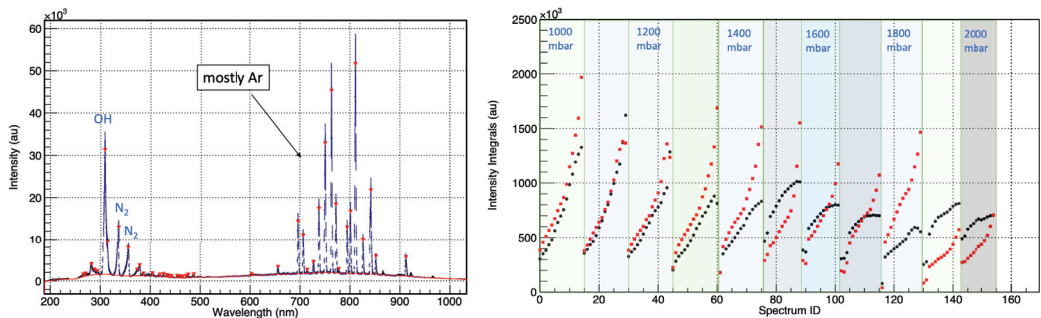 ×10³
60
50
40
30
20
10
0
Intensity (au)
mostly Ar
OH
N₂
N₂
200 300 400 500 600 700 800 900 1000
Wavelength (nm)
×10³
2500
2000
1500
1000
500
0
Intensity Integrals (au)
1000 mbar
1200 mbar
1400 mbar
1600 mbar
1800 mbar
2000 mbar
0 20 40 60 80 100 120 140 160
Spectrum ID